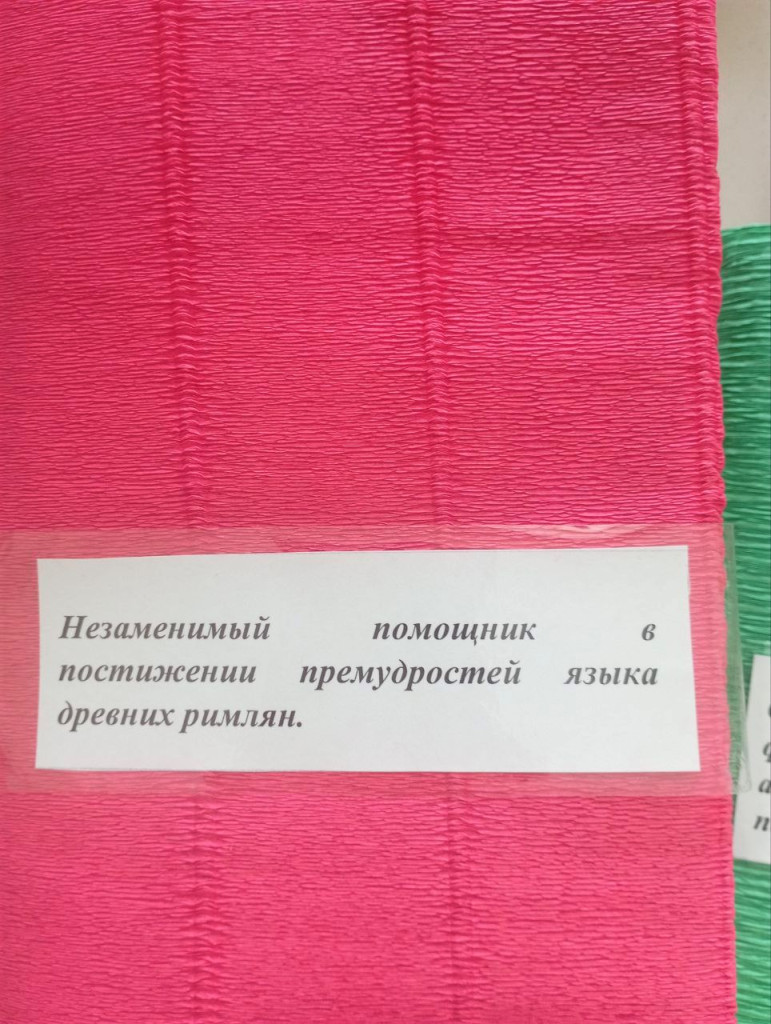 Незаменимый помощник в
постижении премудростей языка
древних римлян.